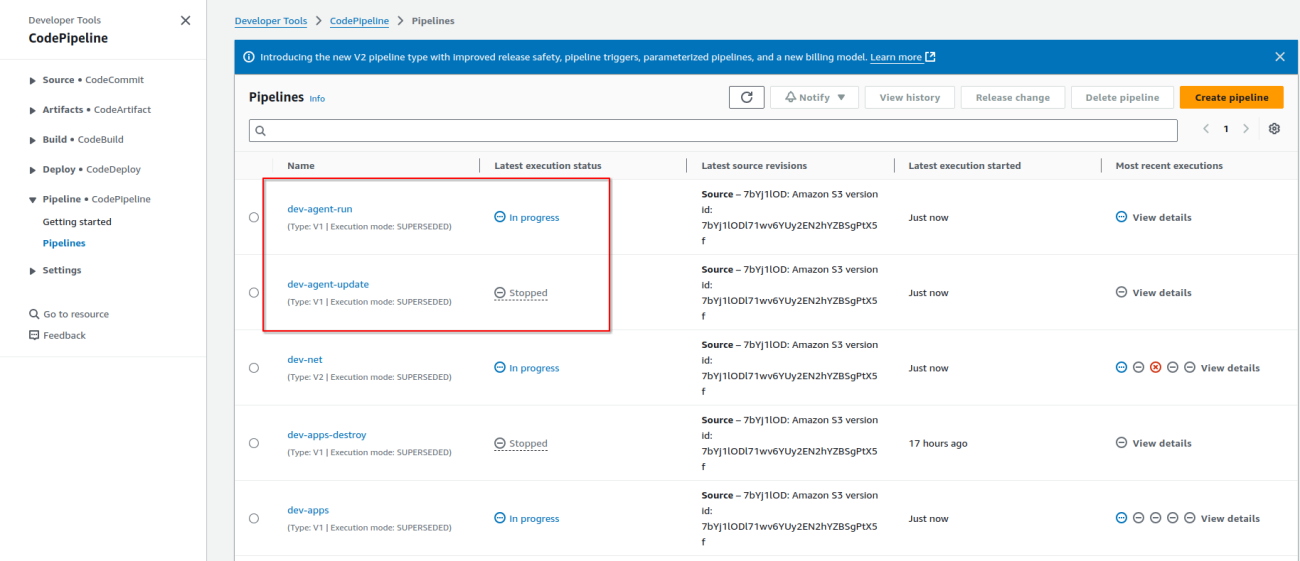 Developer Tools
CodePipeline
Source • CodeCommit
Artifacts • CodeArtifact
Build • CodeBuild
Deploy • CodeDeploy
Pipeline • CodePipeline
Getting started
Pipelines
Settings
Go to resource
Feedback
Developer Tools > CodePipeline > Pipelines
Introducing the new V2 pipeline type with improved release safety, pipeline triggers, parameterized pipelines, and a new billing model. Learn more
Pipelines Info
Notify
View history
Release change
Delete pipeline
Create pipeline
1
Name
Latest execution status
Latest source revisions
Latest execution started
Most recent executions
dev-agent-run
(Type: V1 | Execution mode: SUPERSEDED)
In progress
Source – 7bYj1lOD: Amazon S3 version
id:
7bYj1lODl71wv6YUy2EN2hYZBSgPtX5
f
Just now
View details
dev-agent-update
(Type: V1 | Execution mode: SUPERSEDED)
Stopped
Source – 7bYj1lOD: Amazon S3 version
id:
7bYj1lODl71wv6YUy2EN2hYZBSgPtX5
f
Just now
View details
dev-net
(Type: V2 | Execution mode: SUPERSEDED)
In progress
Source – 7bYj1lOD: Amazon S3 version
id:
7bYj1lODl71wv6YUy2EN2hYZBSgPtX5
f
Just now
View details
dev-apps-destroy
(Type: V1 | Execution mode: SUPERSEDED)
Stopped
Source – 7bYj1lOD: Amazon S3 version
id:
7bYj1lODl71wv6YUy2EN2hYZBSgPtX5
f
17 hours ago
View details
dev-apps
(Type: V1 | Execution mode: SUPERSEDED)
In progress
Source – 7bYj1lOD: Amazon S3 version
id:
7bYj1lODl71wv6YUy2EN2hYZBSgPtX5
f
Just now
View details